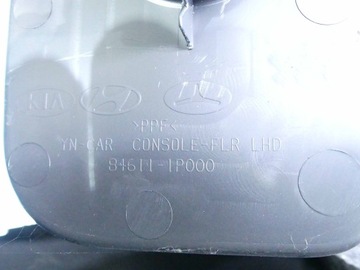 KIA
>PPF<
YN-CAR CONSOLE-FLR LHD
84611-1P000